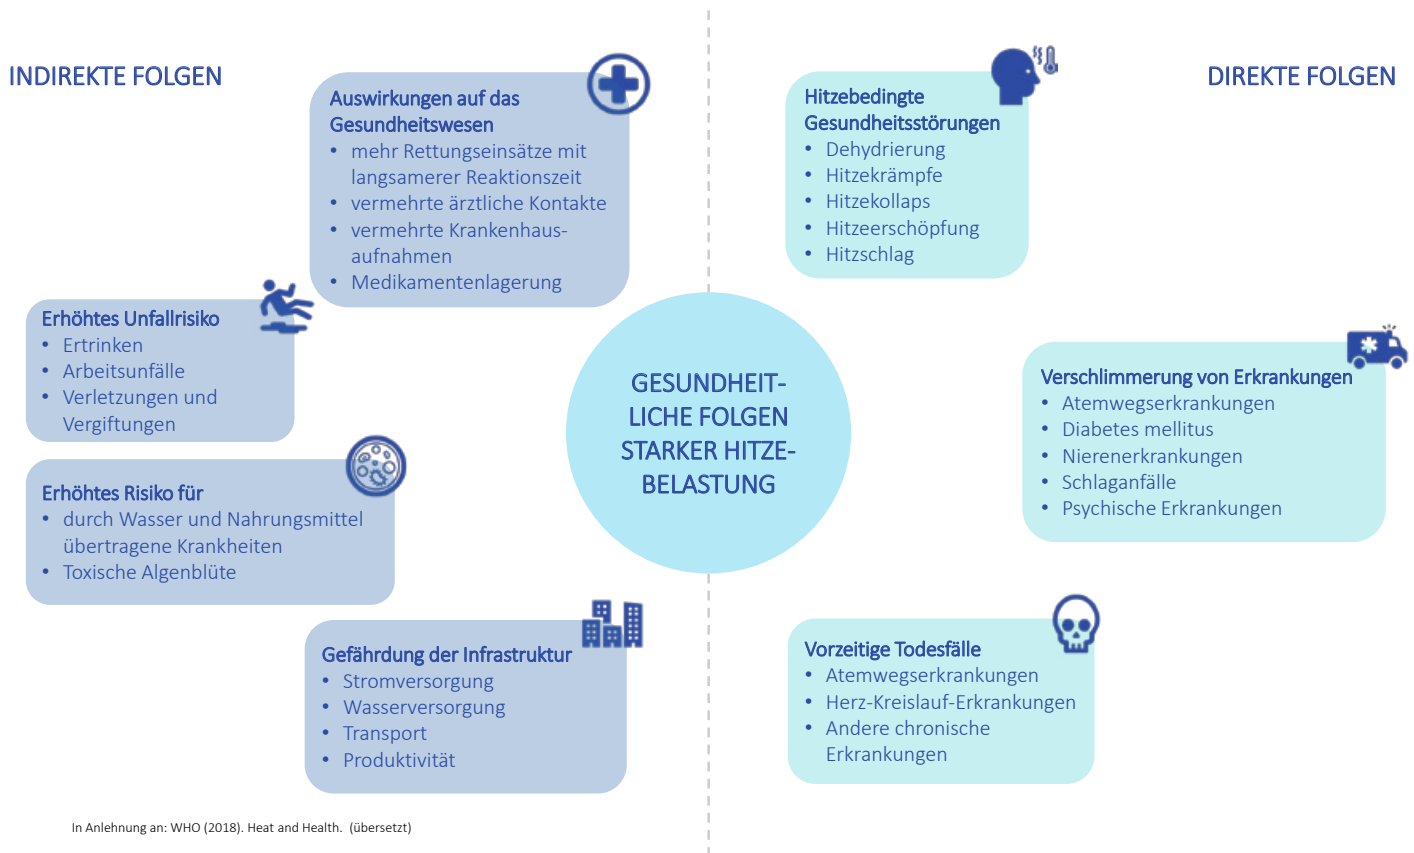 INDIREKTE FOLGEN
Auswirkungen auf das
Gesundheitswesen
• mehr Rettungseinsätze mit
langsamerer Reaktionszeit
• vermehrte ärztliche Kontakte
• vermehrte Krankenhaus-
aufnahmen
• Medikamentenlagerung
Erhöhtes Unfallrisiko
• Ertrinken
• Arbeitsunfälle
• Verletzungen und
Vergiftungen
Erhöhtes Risiko für
• durch Wasser und Nahrungsmittel
übertragene Krankheiten
• Toxische Algenblüte
Gefährdung der Infrastruktur
• Stromversorgung
• Wasserversorgung
• Transport
• Produktivität
GESUNDHEIT-
LICHE FOLGEN
STARKER HITZE-
BELASTUNG
DIREKTE FOLGEN
Hitzebedingte
Gesundheitsstörungen
• Dehydrierung
• Hitzekrämpfe
• Hitzekollaps
• Hitzeerschöpfung
• Hitzschlag
Verschlimmerung von Erkrankungen
• Atemwegserkrankungen
• Diabetes mellitus
• Nierenerkrankungen
• Schlaganfälle
• Psychische Erkrankungen
Vorzeitige Todesfälle
• Atemwegserkrankungen
• Herz-Kreislauf-Erkrankungen
• Andere chronische
Erkrankungen
In Anlehnung an: WHO (2018). Heat and Health. (übersetzt)